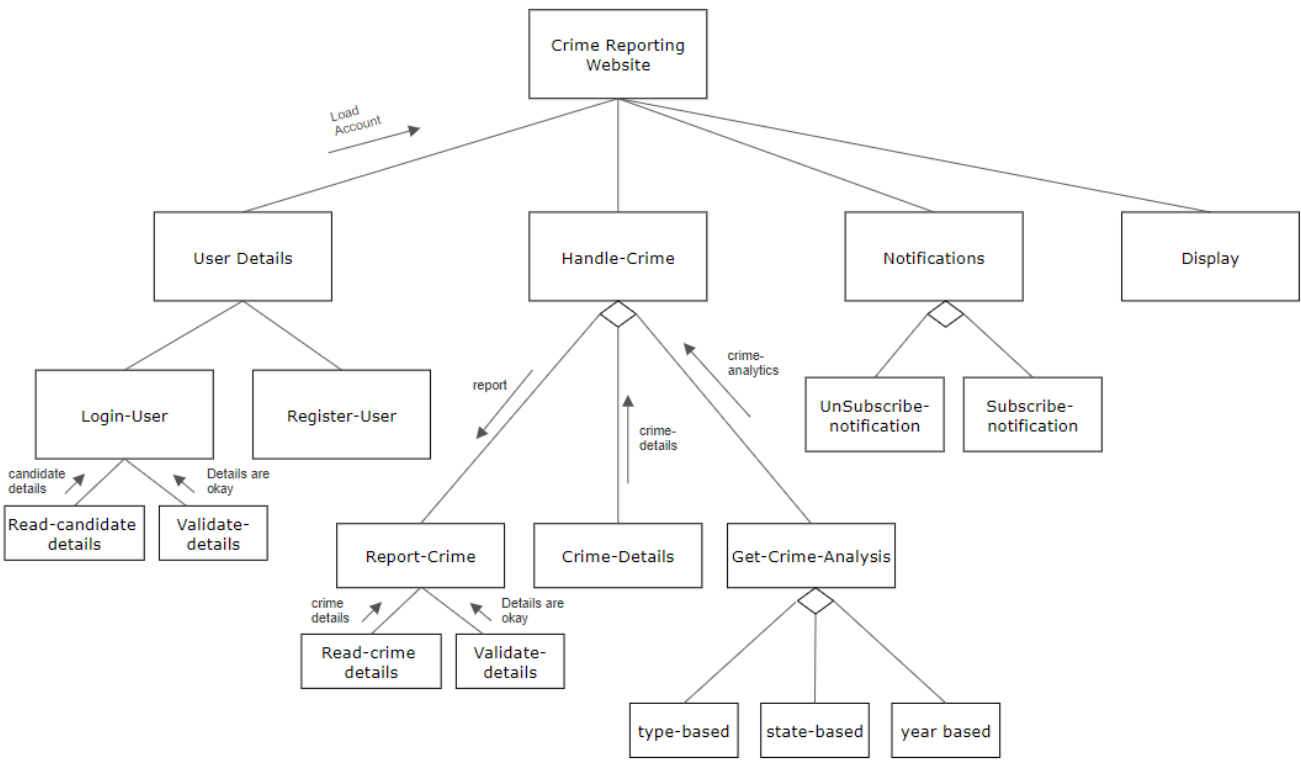 Crime Reporting
Website
Load
Account
User Details
Handle-Crime
Notifications
Display
crime-
analytics
report
Login-User
Register-User
UnSubscribe-
notification
Subscribe-
notification
crime-
details
candidate
details
Details are
okay
Read-candidate
details
Validate-
details
Report-Crime
Crime-Details
Get-Crime-Analysis
crime
details
Details are
okay
Read-crime
details
Validate-
details
type-based
state-based
year based